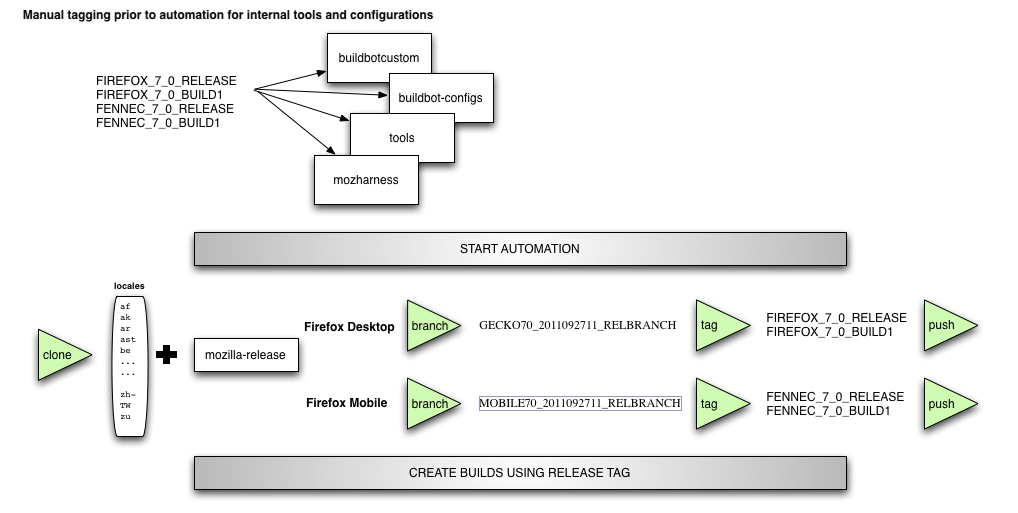 Manual tagging prior to automation for internal tools and configurations
FIREFOX_7_0_RELEASE
FIREFOX_7_0_BUILD1
FENNEC_7_0_RELEASE
FENNEC_7_0_BUILD1
buildbotcustom
buildbot-configs
tools
mozharness
START AUTOMATION
clone
locales
af
ak
ar
ast
be
...
...
zh-
TW
zu
mozilla-release
Firefox Desktop
branch
GECKO70_2011092711_RELBRANCH
tag
FIREFOX_7_0_RELEASE
FIREFOX_7_0_BUILD1
push
Firefox Mobile
branch
MOBILE70_2011092711_RELBRANCH
tag
FENNEC_7_0_RELEASE
FENNEC_7_0_BUILD1
push
CREATE BUILDS USING RELEASE TAG